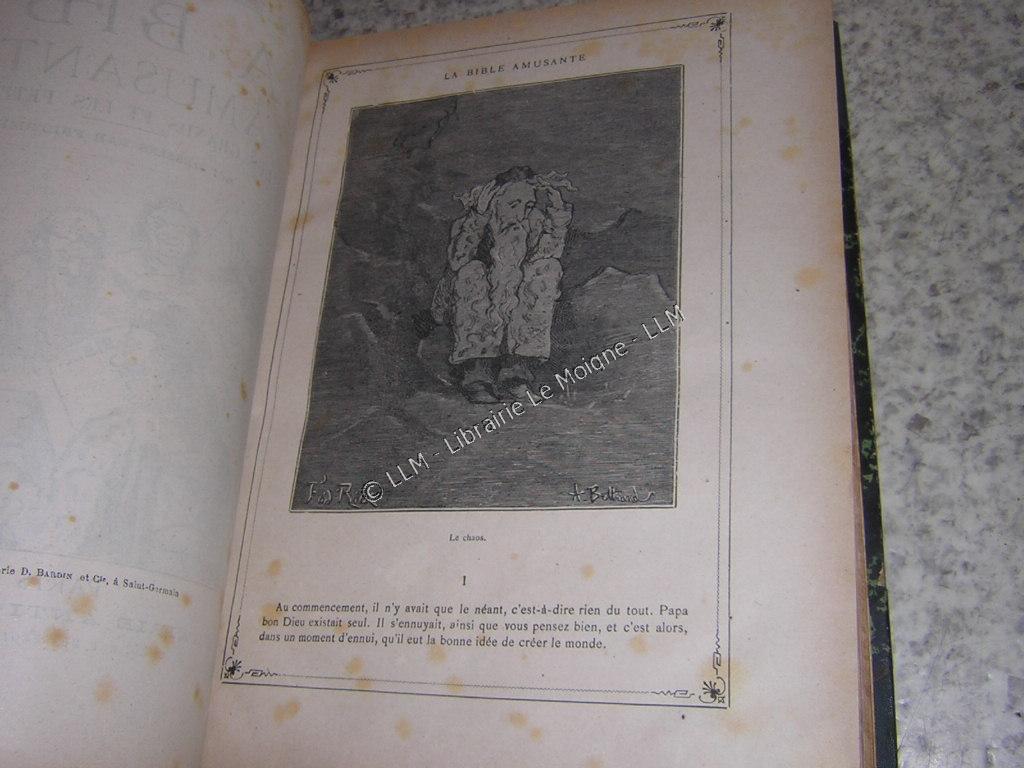 LA BIBLE AMUSANTE
© LLM - Librairie Le Moigne - LLM
Le chaos.
I
Au commencement, il n'y avait que le néant, c'est-à-dire rien du tout. Papa
bon Dieu existait seul. Il s'ennuyait, ainsi que vous pensez bien, et c'est alors,
dans un moment d'ennui, qu'il eut la bonne idée de créer le monde.
D. BARDIN et Cie, à Saint-Germain